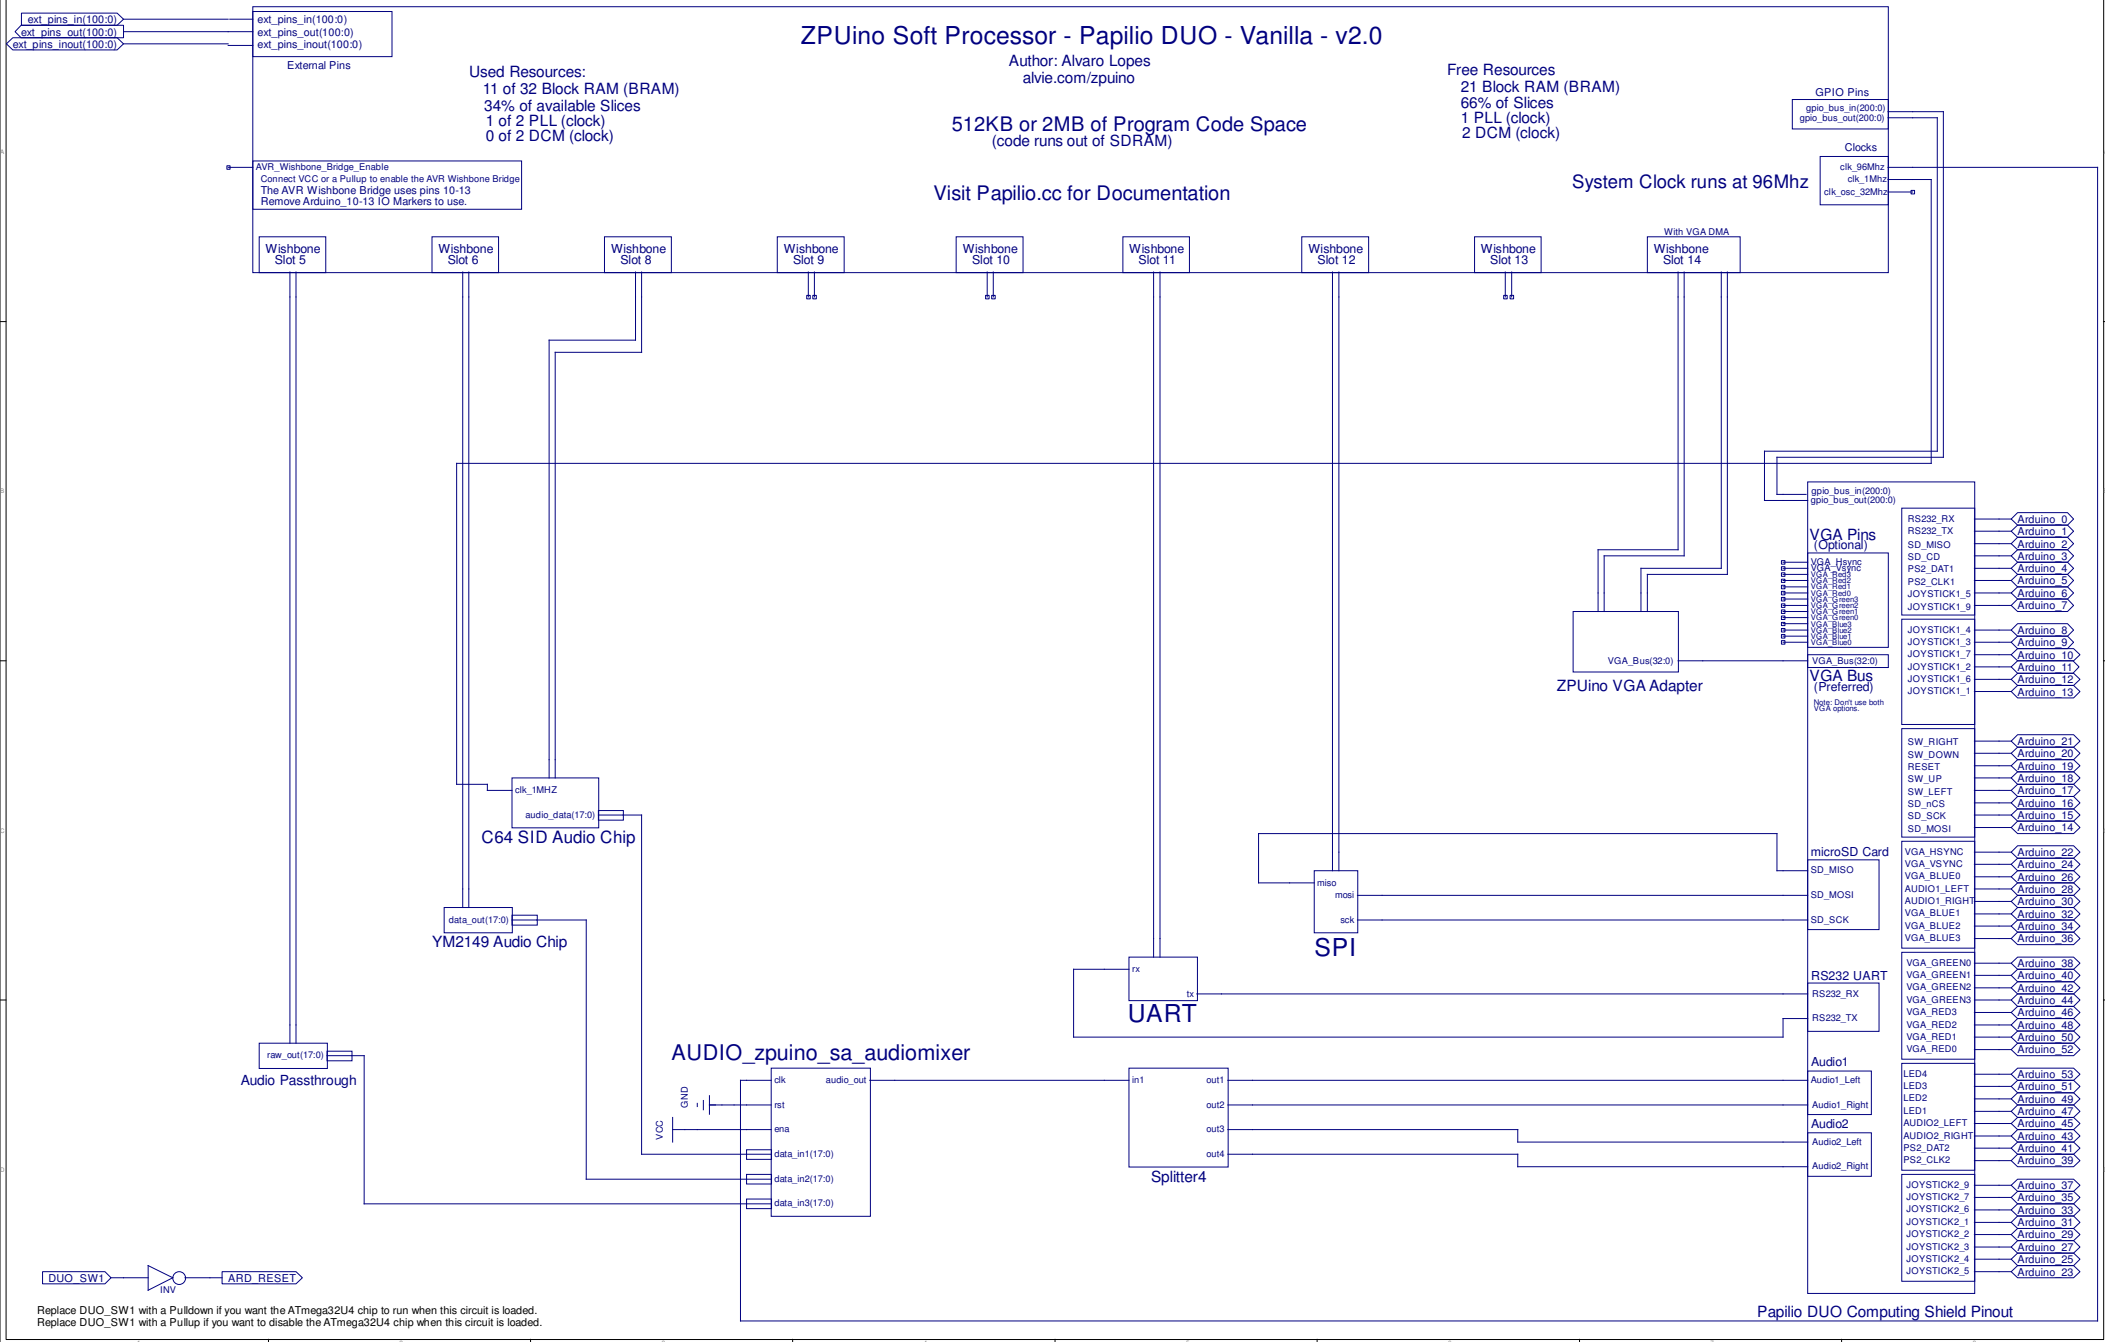 ZPUino Soft Processor - Papilio DUO - Vanilla - v2.0
Author: Alvaro Lopes
alvie.com/zpuino
ext_pins_in(100:0)
ext_pins_out(100:0)
ext_pins_inout(100:0)
ext_pins_in(100:0)
ext_pins_out(100:0)
ext_pins_inout(100:0)
External Pins
Used Resources:
11 of 32 Block RAM (BRAM)
34% of available Slices
1 of 2 PLL (clock)
0 of 2 DCM (clock)
512KB or 2MB of Program Code Space
(code runs out of SDRAM)
Free Resources
21 Block RAM (BRAM)
66% of Slices
1 PLL (clock)
2 DCM (clock)
GPIO Pins
gpio_bus_in(200:0)
gpio_bus_out(200:0)
Clocks
clk_96Mhz
clk_1Mhz
clk_osc_32Mhz
System Clock runs at 96Mhz
Visit Papilio.cc for Documentation
AVR_Wishbone_Bridge_Enable
Connect VCC or a Pullup to enable the AVR Wishbone Bridge
The AVR Wishbone Bridge uses pins 10-13
Remove Arduino_10-13 IO Markers to use.
Wishbone
Slot 5
Wishbone
Slot 6
Wishbone
Slot 8
Wishbone
Slot 9
Wishbone
Slot 10
Wishbone
Slot 11
Wishbone
Slot 12
Wishbone
Slot 13
With VGA DMA
Wishbone
Slot 14
gpio_bus_in(200:0)
gpio_bus_out(200:0)
VGA Pins
(Optional)
VGA_Hsync
VGA_Vsync
VGA_Red3
VGA_Red2
VGA_Red1
VGA_Red0
VGA_Green3
VGA_Green2
VGA_Green1
VGA_Green0
VGA_Blue3
VGA_Blue2
VGA_Blue1
VGA_Blue0
VGA_Bus(32:0)
VGA_Bus(32:0)
ZPUino VGA Adapter
VGA Bus
(Preferred)
Note: Don't use both
VGA options.
RS232_RX Arduino_0
RS232_TX Arduino_1
SD_MISO Arduino_2
SD_CD Arduino_3
PS2_DAT1 Arduino_4
PS2_CLK1 Arduino_5
JOYSTICK1_5 Arduino_6
JOYSTICK1_9 Arduino_7
JOYSTICK1_4 Arduino_8
JOYSTICK1_3 Arduino_9
JOYSTICK1_7 Arduino_10
JOYSTICK1_2 Arduino_11
JOYSTICK1_6 Arduino_12
JOYSTICK1_1 Arduino_13
SW_RIGHT Arduino_21
SW_DOWN Arduino_20
RESET Arduino_19
SW_UP Arduino_18
SW_LEFT Arduino_17
SD_nCS Arduino_16
SD_SCK Arduino_15
SD_MOSI Arduino_14
VGA_HSYNC Arduino_22
VGA_VSYNC Arduino_24
VGA_BLUE0 Arduino_26
AUDIO1_LEFT Arduino_28
AUDIO1_RIGHT Arduino_30
VGA_BLUE1 Arduino_32
VGA_BLUE2 Arduino_34
VGA_BLUE3 Arduino_36
VGA_GREEN0 Arduino_38
VGA_GREEN1 Arduino_40
VGA_GREEN2 Arduino_42
VGA_GREEN3 Arduino_44
VGA_RED3 Arduino_46
VGA_RED2 Arduino_48
VGA_RED1 Arduino_50
VGA_RED0 Arduino_52
LED4 Arduino_53
LED3 Arduino_51
LED2 Arduino_49
LED1 Arduino_47
AUDIO2_LEFT Arduino_45
AUDIO2_RIGHT Arduino_43
PS2_DAT2 Arduino_41
PS2_CLK2 Arduino_39
JOYSTICK2_9 Arduino_37
JOYSTICK2_7 Arduino_35
JOYSTICK2_6 Arduino_33
JOYSTICK2_1 Arduino_31
JOYSTICK2_2 Arduino_29
JOYSTICK2_3 Arduino_27
JOYSTICK2_4 Arduino_25
JOYSTICK2_5 Arduino_23
clk_1MHZ
audio_data(17:0)
C64 SID Audio Chip
data_out(17:0)
YM2149 Audio Chip
raw_out(17:0)
Audio Passthrough
miso
mosi
sck
SPI
microSD Card
SD_MISO
SD_MOSI
SD_SCK
rx
tx
UART
RS232 UART
RS232_RX
RS232_TX
AUDIO_zpuino_sa_audiomixer
clk
audio_out
rst
ena
data_in1(17:0)
data_in2(17:0)
data_in3(17:0)
GND
VCC
in1
out1
out2
out3
out4
Splitter4
Audio1
Audio1_Left
Audio1_Right
Audio2
Audio2_Left
Audio2_Right
DUO_SW1
INV
ARD_RESET
Replace DUO_SW1 with a Pulldown if you want the ATmega32U4 chip to run when this circuit is loaded.
Replace DUO_SW1 with a Pullup if you want to disable the ATmega32U4 chip when this circuit is loaded.
Papilio DUO Computing Shield Pinout